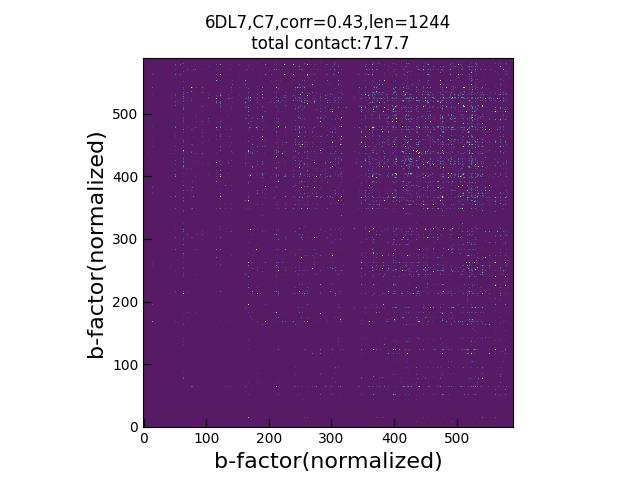 6DL7,C7,corr=0.43,len=1244
total contact:717.7
b-factor(normalized)
500
400
300
200
100
0
0 100 200 300 400 500
b-factor(normalized)